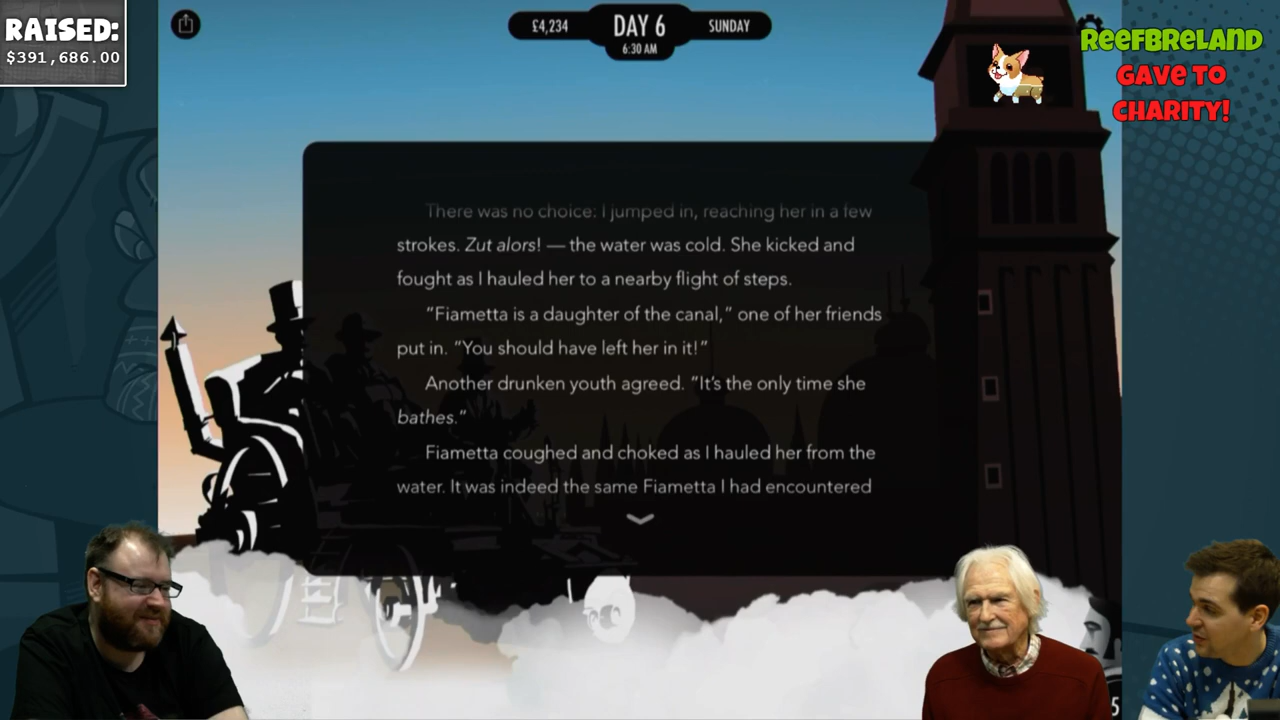 RAISED:
$391,686.00
£4,234
DAY 6
SUNDAY
6:30 AM
REEFBRELAND
GAVE TO
CHARITY!
There was no choice: I jumped in, reaching her in a few
strokes. Zut alors! — the water was cold. She kicked and
fought as I hauled her to a nearby flight of steps.
“Fiametta is a daughter of the canal,” one of her friends
put in. “You should have left her in it!”
Another drunken youth agreed. “It’s the only time she
bathes.”
Fiametta coughed and choked as I hauled her from the
water. It was indeed the same Fiametta I had encountered
5